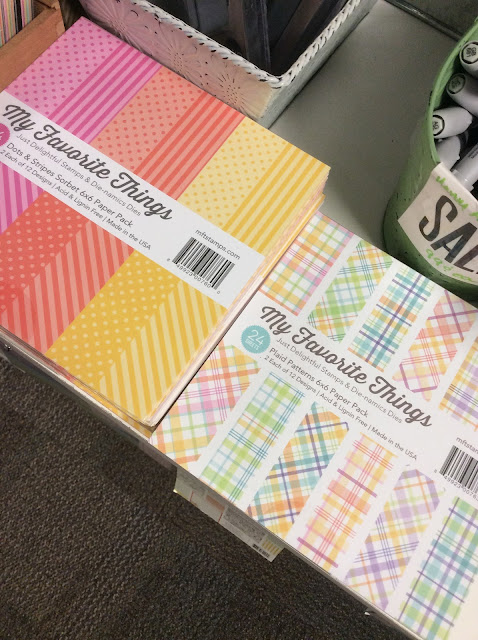 My Favorite Things
Just Delightful Stamps & Die-namics Dies
Dots & Stripes Sorbet 6x6 Paper Pack
2 Each of 12 Designs | Acid & Lignin Free | Made in the USA
mftstamps.com
24
My Favorite Things
Just Delightful Stamps & Die-namics Dies
Plaid Patterns 6x6 Paper Pack
2 Each of 12 Designs | Acid & Lignin Free | Made in the USA
SAL